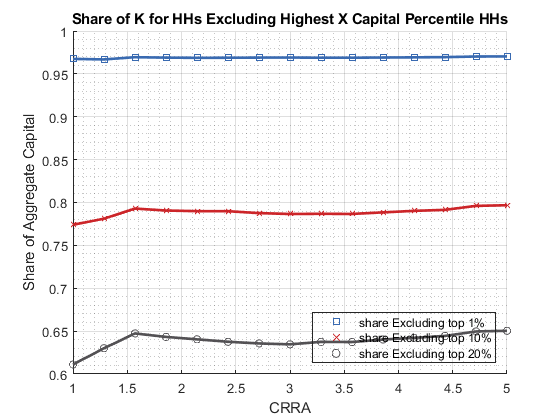 Share of K for HHs Excluding Highest X Capital Percentile HHs
1
0.95
0.9
0.85
0.8
0.75
0.7
0.65
0.6
Share of Aggregate Capital
share Excluding top 1%
share Excluding top 10%
share Excluding top 20%
1 1.5 2 2.5 3 3.5 4 4.5 5
CRRA